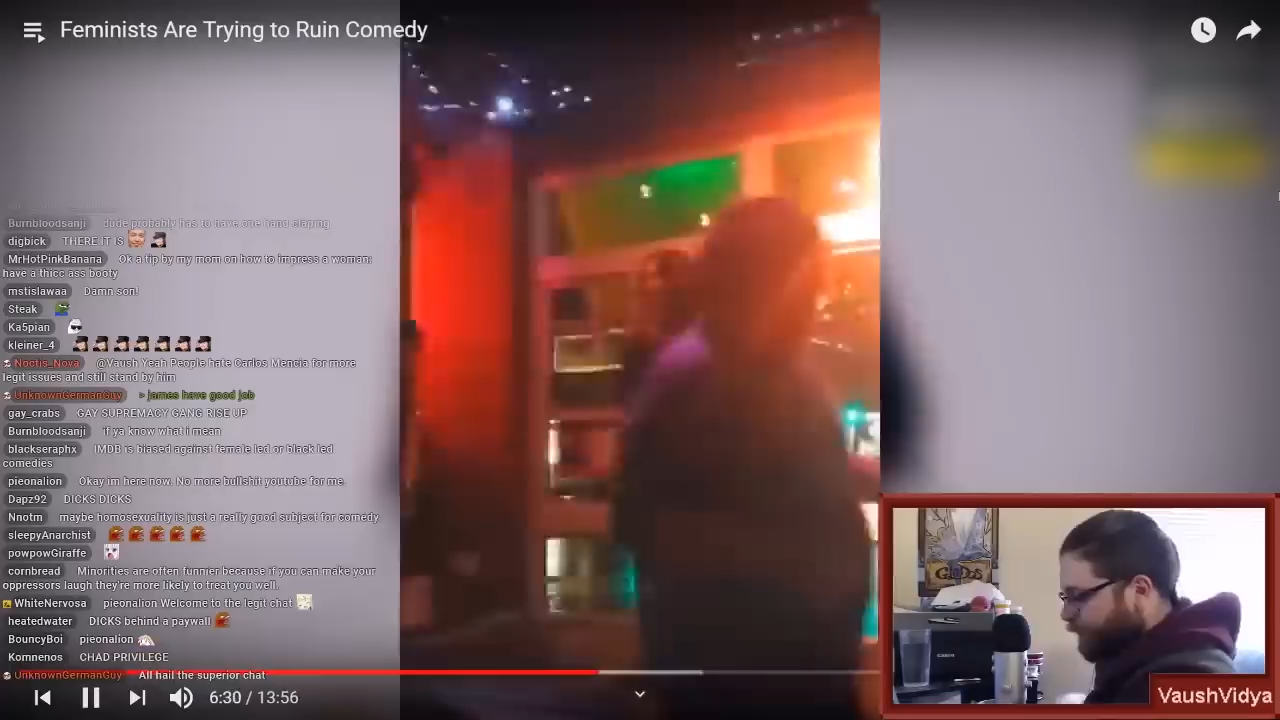 Feminists Are Trying to Ruin Comedy
Burnbloodsanji dude probably has to have one hand claping
digbick THERE IT IS
MrHotPinkBanana Ok a tip by my mom on how to impress a woman:
have a thicc ass booty
mstislawaa Damn son!
Steak
Ka5pian
kleiner_4
Noctis_Nova @Vaush Yeah People hate Carlos Mencia for more
legit issues and still stand by him
UnknownGermanGuy > james have good job
gay_crabs GAY SUPREMACY GANG RISE UP
Burnbloodsanji if ya know what i mean
blackseraphx IMDB is biased against female led or black led
comedies
pieonalion Okay im here now. No more bullshit youtube for me.
Dapz92 DICKS DICKS
Nnotm maybe homosexuality is just a really good subject for comedy
sleepyAnarchist
powpowGiraffe
cornbread Minorities are often funnier because if you can make your
oppressors laugh they're more likely to treat you well.
WhiteNervosa pieonalion Welcome to the legit chat
heatedwater DICKS behind a paywall
BouncyBoi pieonalion
Komnenos CHAD PRIVILEGE
UnknownGermanGuy All hail the superior chat
6:30 / 13:56
CANON
VaushVidya